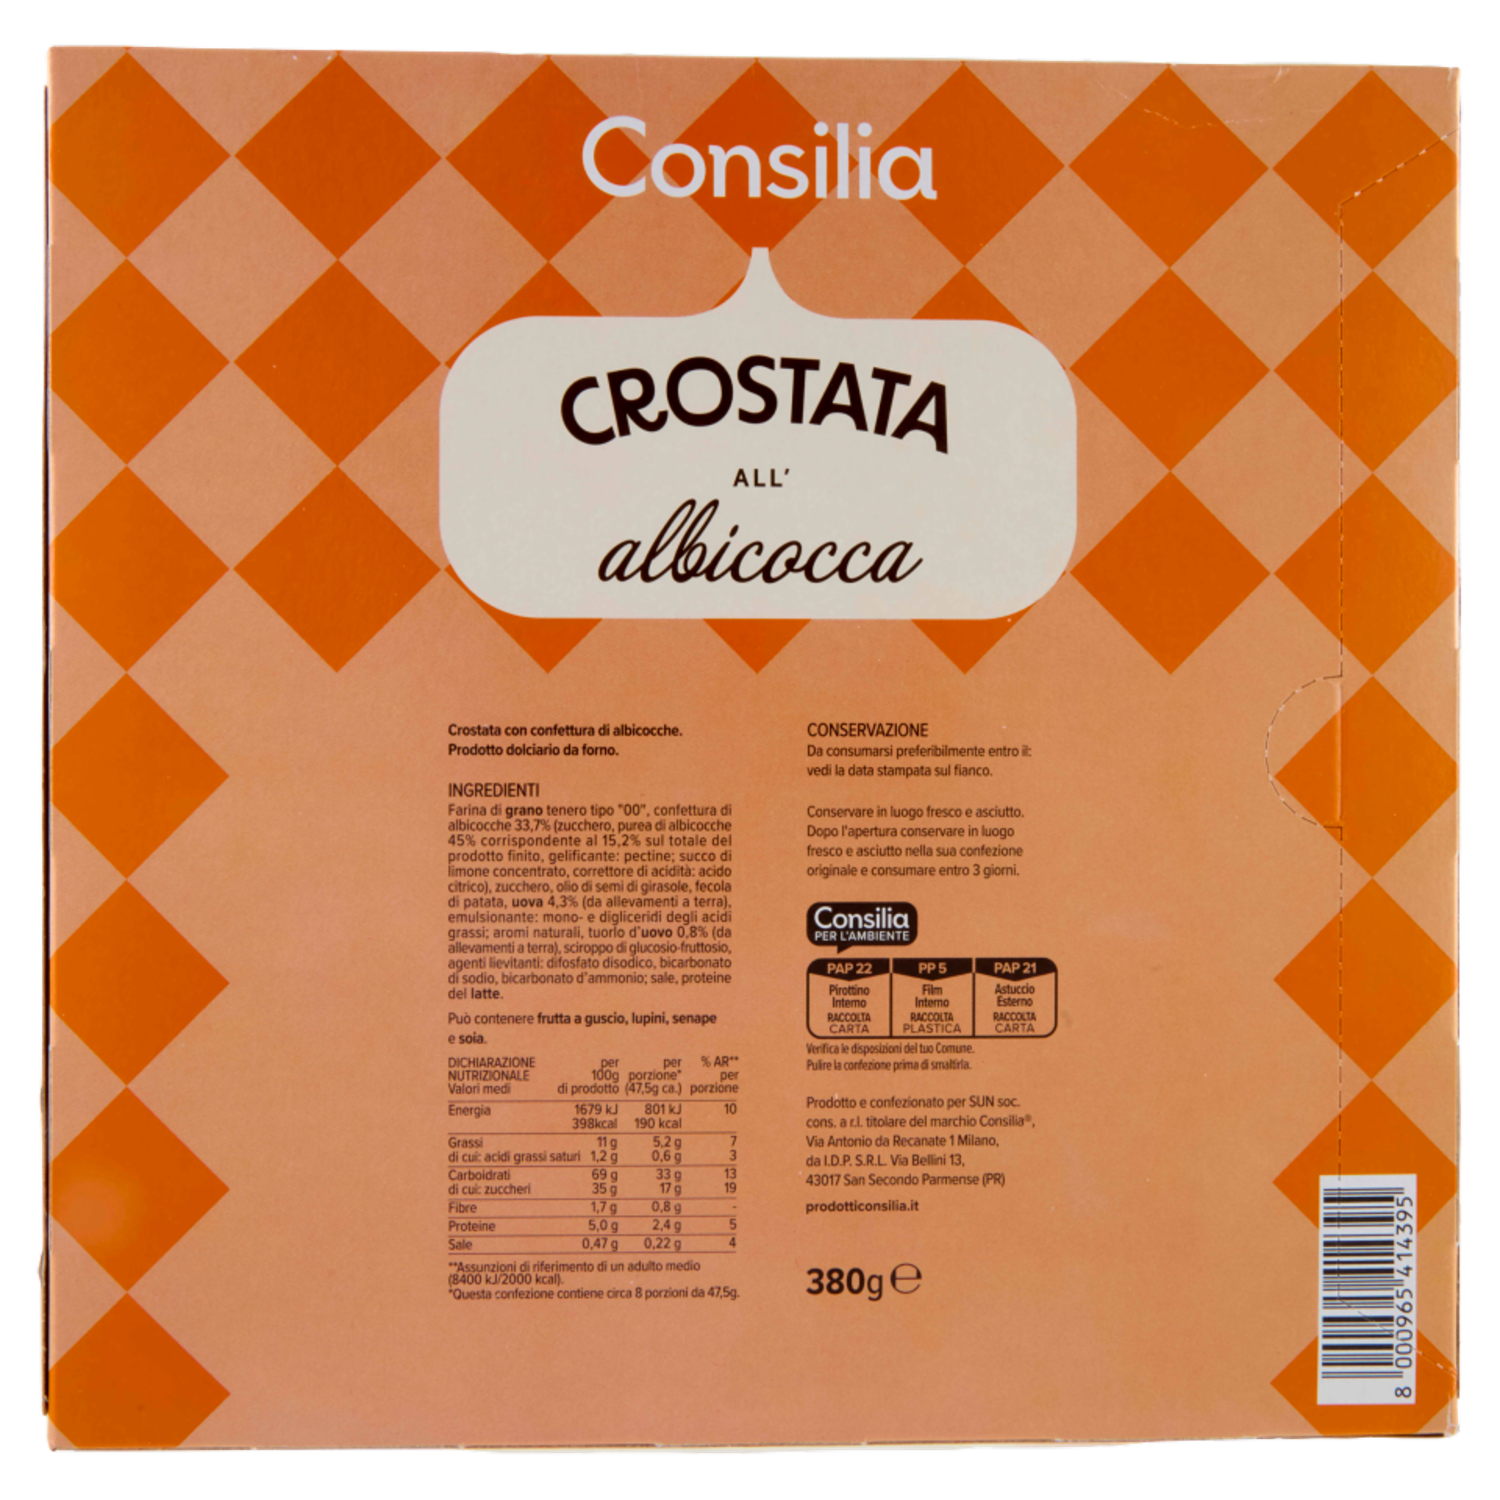 Consilia
CROSTATA
ALL'
albicocca
Crostata con confettura di albicocche.
Prodotto dolciario da forno.
INGREDIENTI
Farina di grano tenero tipo "00", confettura di
albicocche 33,7% (zucchero, purea di albicocche
45% corrispondente al 15,2% sul totale del
prodotto finito, gelificante: pectine; succo di
limone concentrato, correttore di acidità: acido
citrico), zucchero, olio di semi di girasole, fecola
di patata, uova 4,3% (da allevamenti a terra),
emulsionante: mono- e digliceridi degli acidi
grassi; aromi naturali, tuorlo d'uovo 0,8% (da
allevamenti a terra), sciroppo di glucosio-fruttosio,
agenti lievitanti: difosfato disodico, bicarbonato
di sodio, bicarbonato d'ammonio; sale, proteine
del latte.
Può contenere frutta a guscio, lupini, senape
e soia.
DICHIARAZIONE per per % AR**
NUTRIZIONALE 100g porzione* per
Valori medi di prodotto (47,5g ca.) porzione
Energia 1679 kJ 801 kJ 10
398kcal 190 kcal
Grassi 11 g 5,2 g 7
di cui: acidi grassi saturi 1,2 g 0,6 g 3
Carboidrati 69 g 33 g 13
di cui: zuccheri 35 g 17 g 19
Fibre 1,7 g 0,8 g -
Proteine 5,0 g 2,4 g 5
Sale 0,47 g 0,22 g 4
**Assunzioni di riferimento di un adulto medio
(8400 kJ/2000 kcal).
*Questa confezione contiene circa 8 porzioni da 47,5g.
CONSERVAZIONE
Da consumarsi preferibilmente entro il:
vedi la data stampata sul fianco.
Conservare in luogo fresco e asciutto.
Dopo l'apertura conservare in luogo
fresco e asciutto nella sua confezione
originale e consumare entro 3 giorni.
Consilia
PER L'AMBIENTE
PAP 22 PP 5 PAP 21
Pirottino Film Astuccio
Interno Interno Esterno
RACCOLTA RACCOLTA RACCOLTA
CARTA PLASTICA CARTA
Verifica le disposizioni del tuo Comune.
Pulire la confezione prima di smaltirla.
Prodotto e confezionato per SUN soc.
cons. a r.l. titolare del marchio Consilia®,
Via Antonio da Recanate 1 Milano,
da I.D.P. S.R.L. Via Bellini 13,
43017 San Secondo Parmense (PR)
prodotticonsilia.it
380g ℮
8 000965 414395